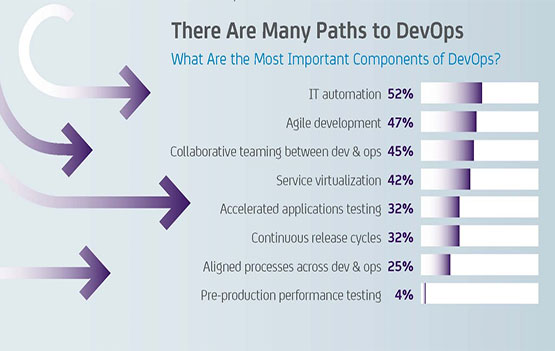 There Are Many Paths to DevOps
What Are the Most Important Components of DevOps?
IT automation 52%
Agile development 47%
Collaborative teaming between dev & ops 45%
Service virtualization 42%
Accelerated applications testing 32%
Continuous release cycles 32%
Aligned processes across dev & ops 25%
Pre-production performance testing 4%